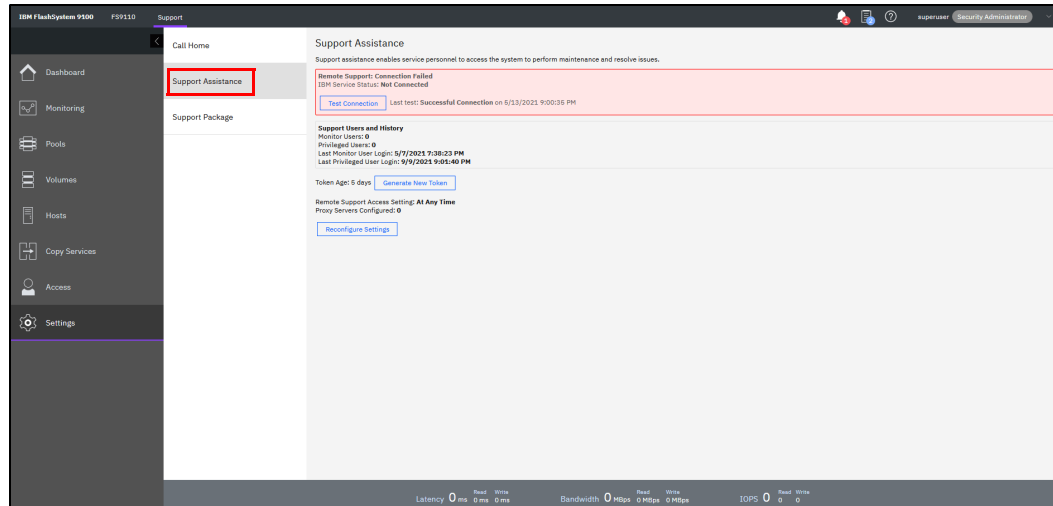 IBM FlashSystem 9100 FS9110 Support
1 3 superuser Security Administrator
Dashboard
Monitoring
Pools
Volumes
Hosts
Copy Services
Access
Settings
Call Home
Support Assistance
Support Package
Support Assistance
Support assistance enables service personnel to access the system to perform maintenance and resolve issues.
Remote Support: Connection Failed
IBM Service Status: Not Connected
Test Connection Last test: Successful Connection on 5/13/2021 9:00:35 PM
Support Users and History
Monitor Users: 0
Privileged Users: 0
Last Monitor User Login: 5/7/2021 7:38:23 PM
Last Privileged User Login: 9/9/2021 9:01:40 PM
Token Age: 5 days Generate New Token
Remote Support Access Setting: At Any Time
Proxy Servers Configured: 0
Reconfigure Settings
Latency 0 ms Read 0 ms Write 0 ms Bandwidth 0 MBps Read 0 MBps Write 0 MBps IOPS 0 Read 0 Write 0